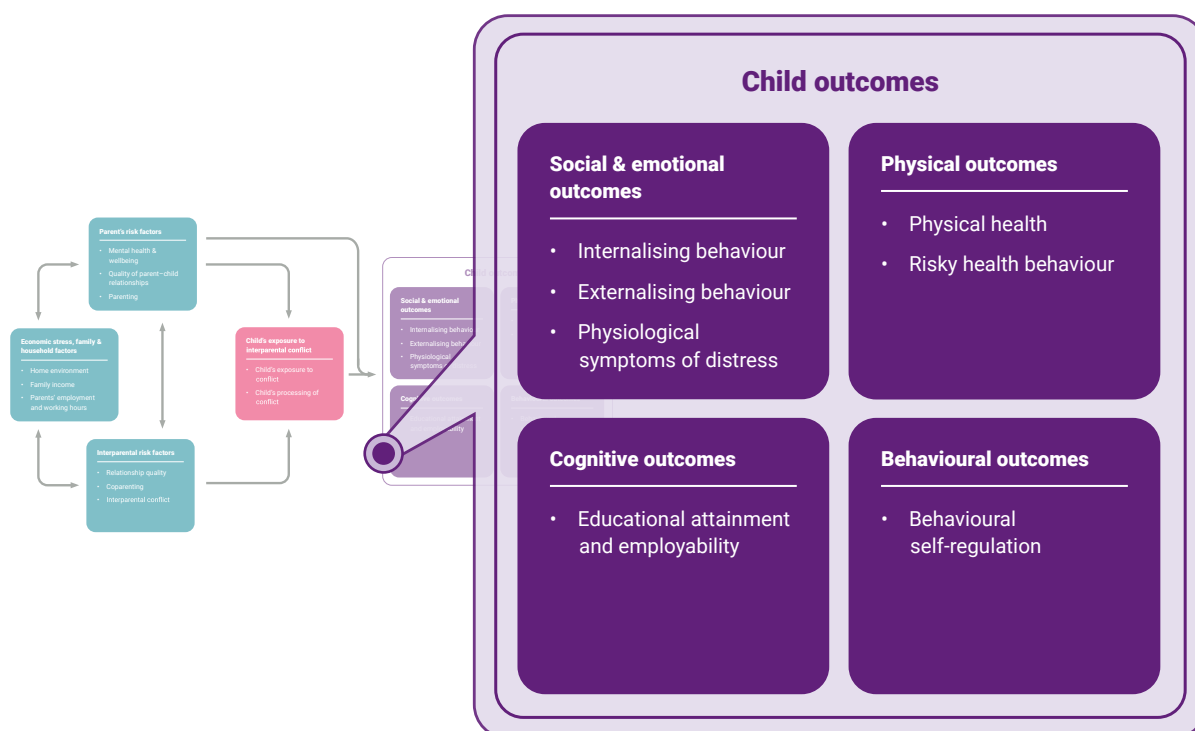 Parent's risk factors
• Mental health &
wellbeing
• Quality of parent–child
relationships
• Parenting
Economic stress, family &
household factors
• Home environment
• Family income
• Parents' employment
and working hours
Interparental risk factors
• Relationship quality
• Coparenting
• Interparental conflict
Child's exposure to
interparental conflict
• Child's exposure to
conflict
• Child's processing of
conflict
Social & emotional
outcomes
• Internalising behaviour
• Externalising
• Physiological
symptoms
Child outcomes
Social & emotional
outcomes
• Internalising behaviour
• Externalising behaviour
• Physiological
symptoms of distress
Physical outcomes
• Physical health
• Risky health behaviour
Cognitive outcomes
• Educational attainment
and employability
Behavioural outcomes
• Behavioural
self-regulation